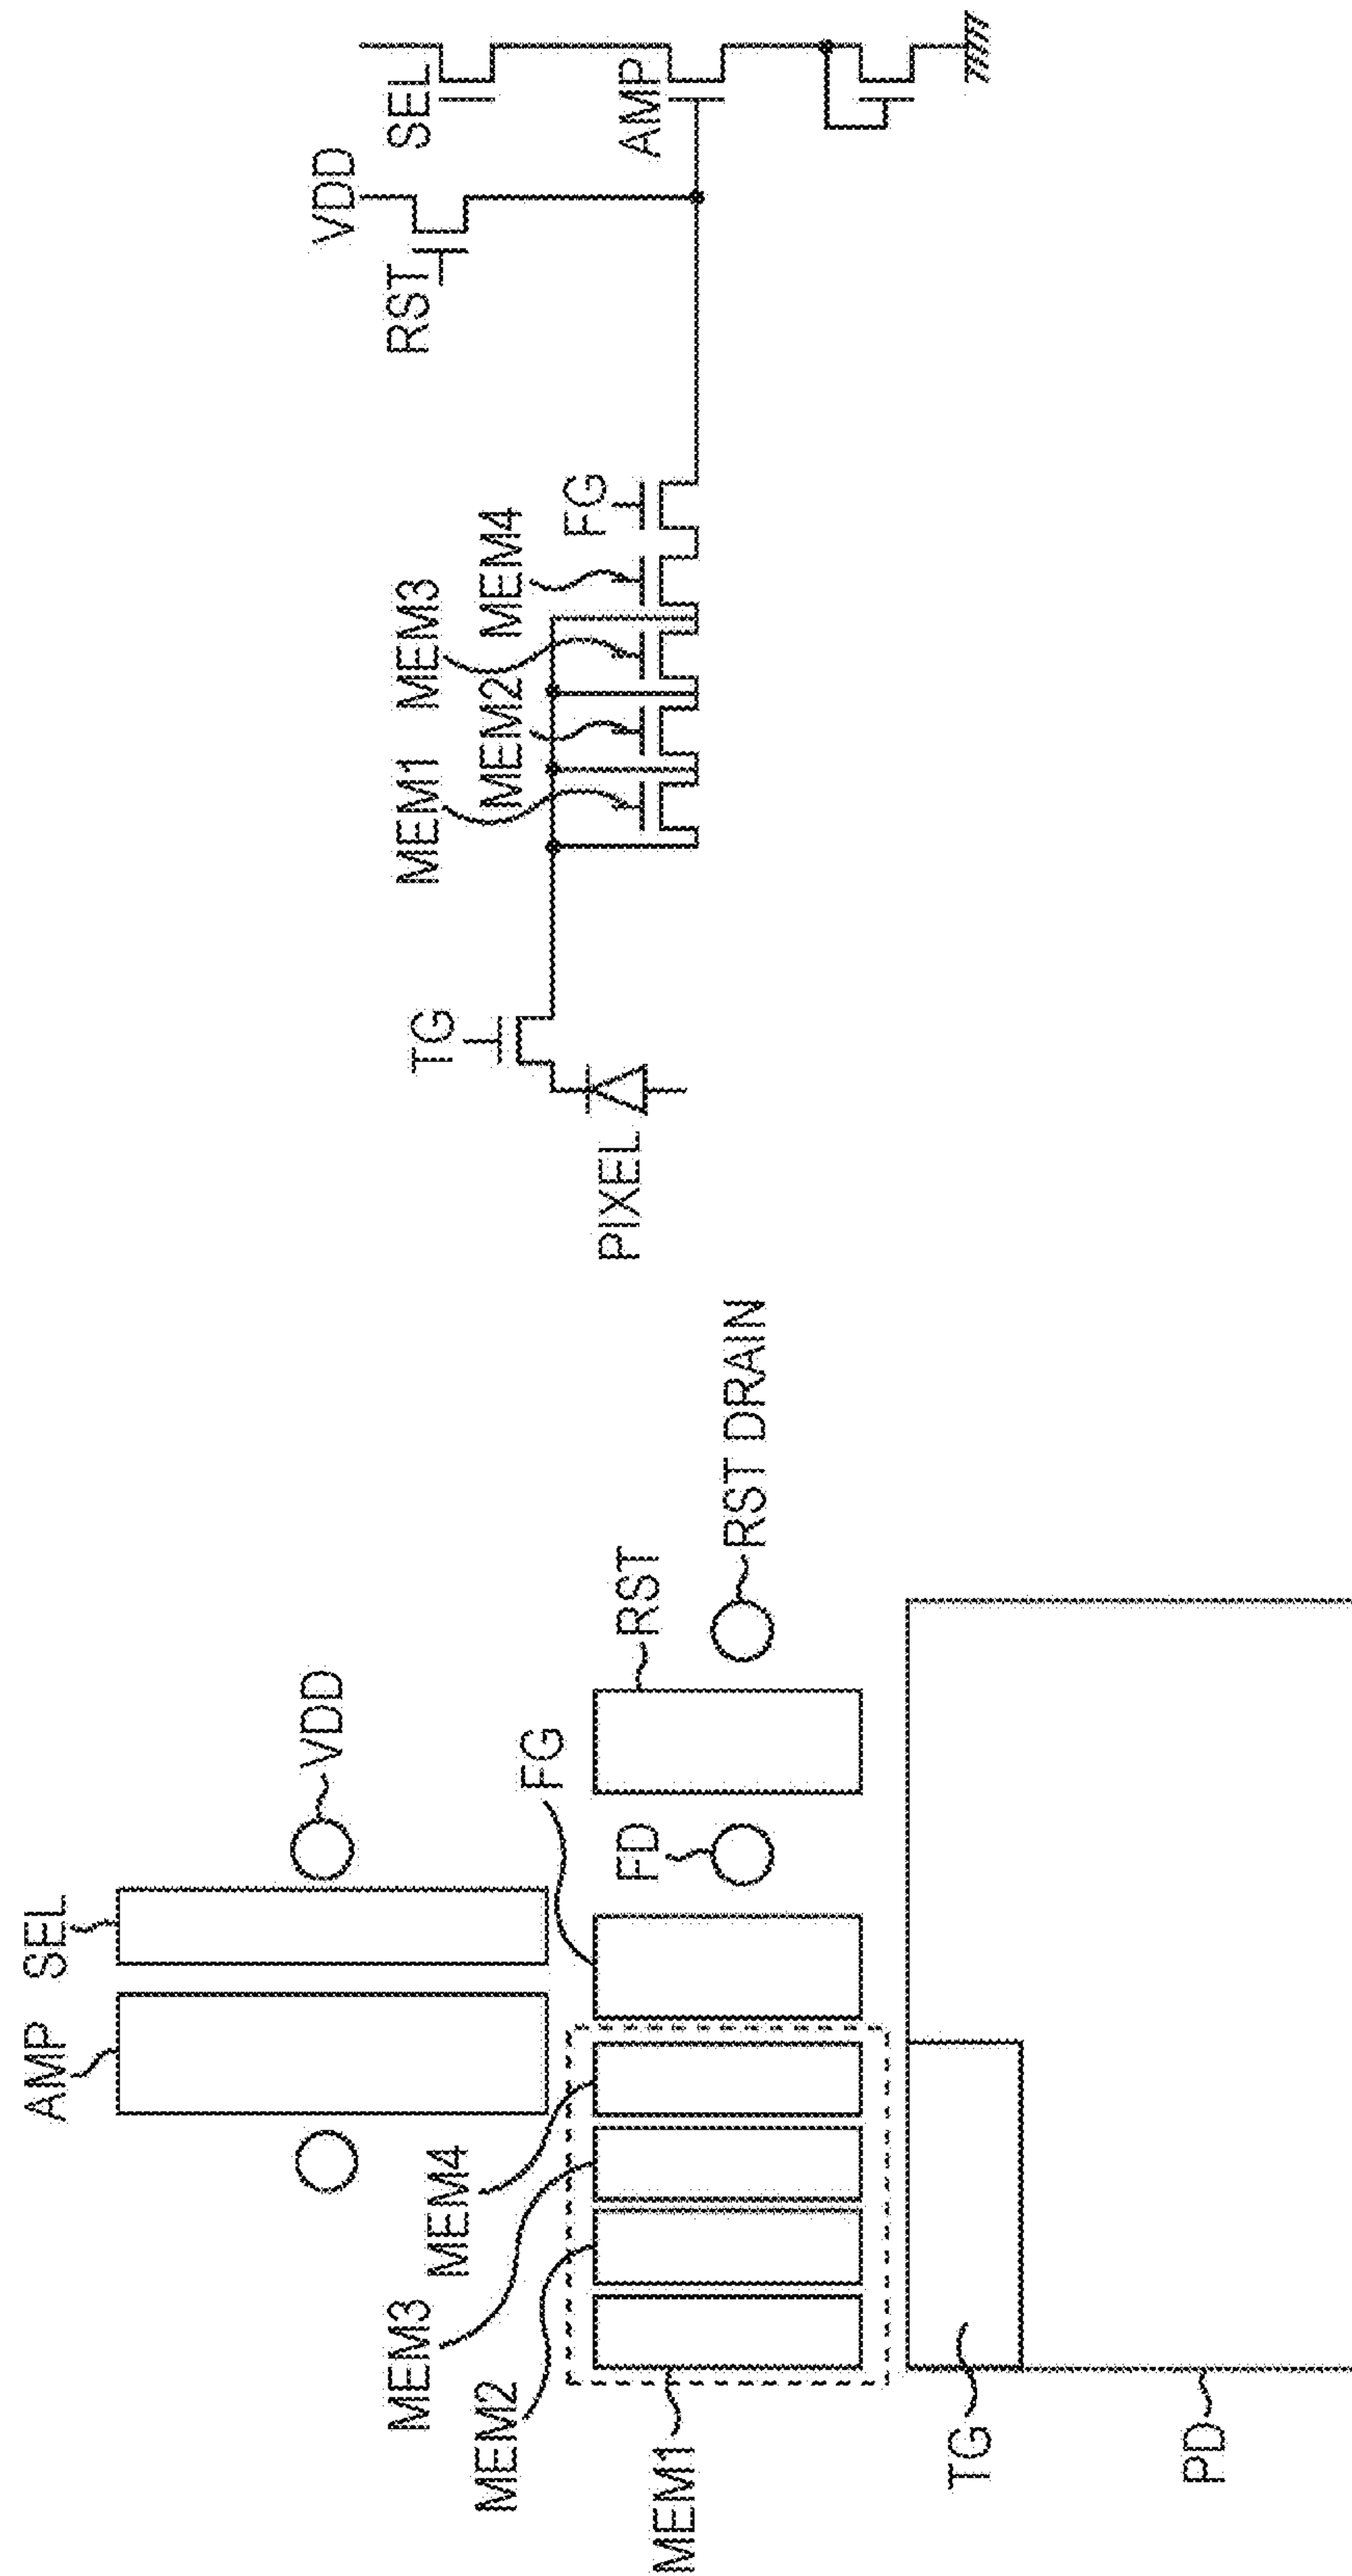 AMP
SEL
VDD
MEM4
MEM3
MEM2
MEM1
FG
FD
RST
RST DRAIN
TG
PD
PIXEL
TG
MEM1
MEM2
MEM3
MEM4
FG
RST
VDD
SEL
AMP